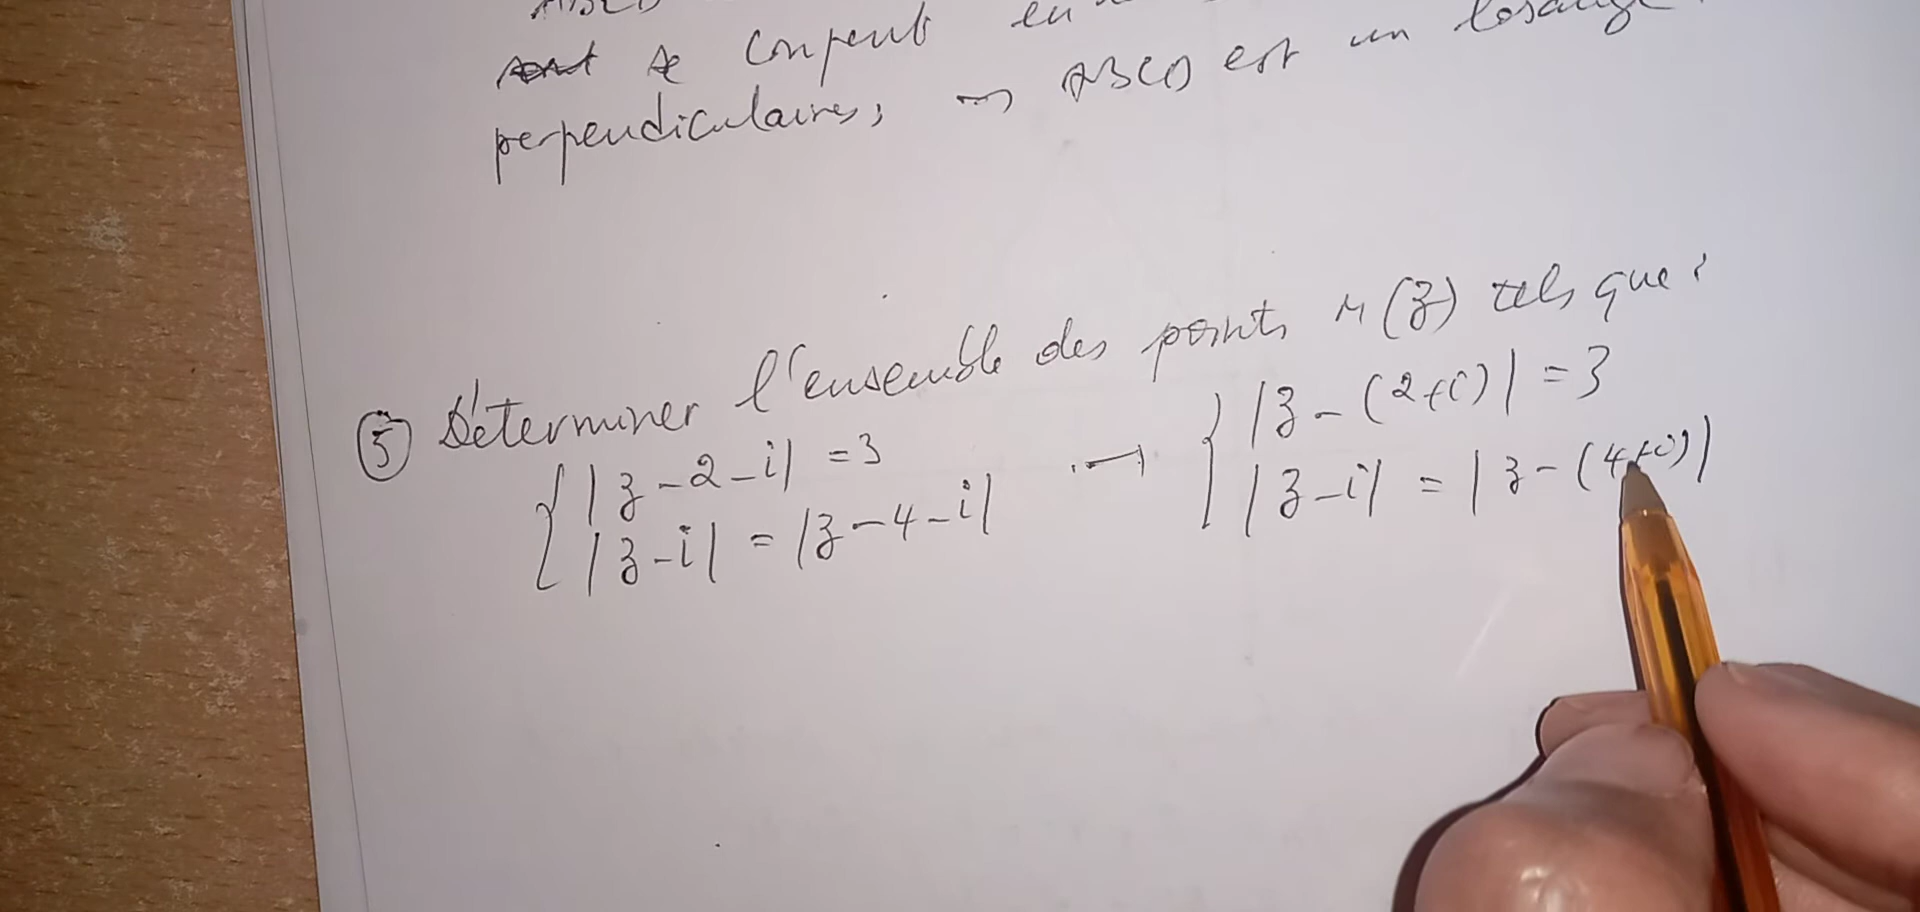 ABCD
se coupent en
perpendiculaires, ⇒ ABCD est un losange.
⑤ Déterminer l'ensemble des points M(z) tels que :
{ |z-2-i| = 3 → { |z-(2+i)| = 3
|z-i| = |z-4-i| |z-i| = |z-(4+i)|